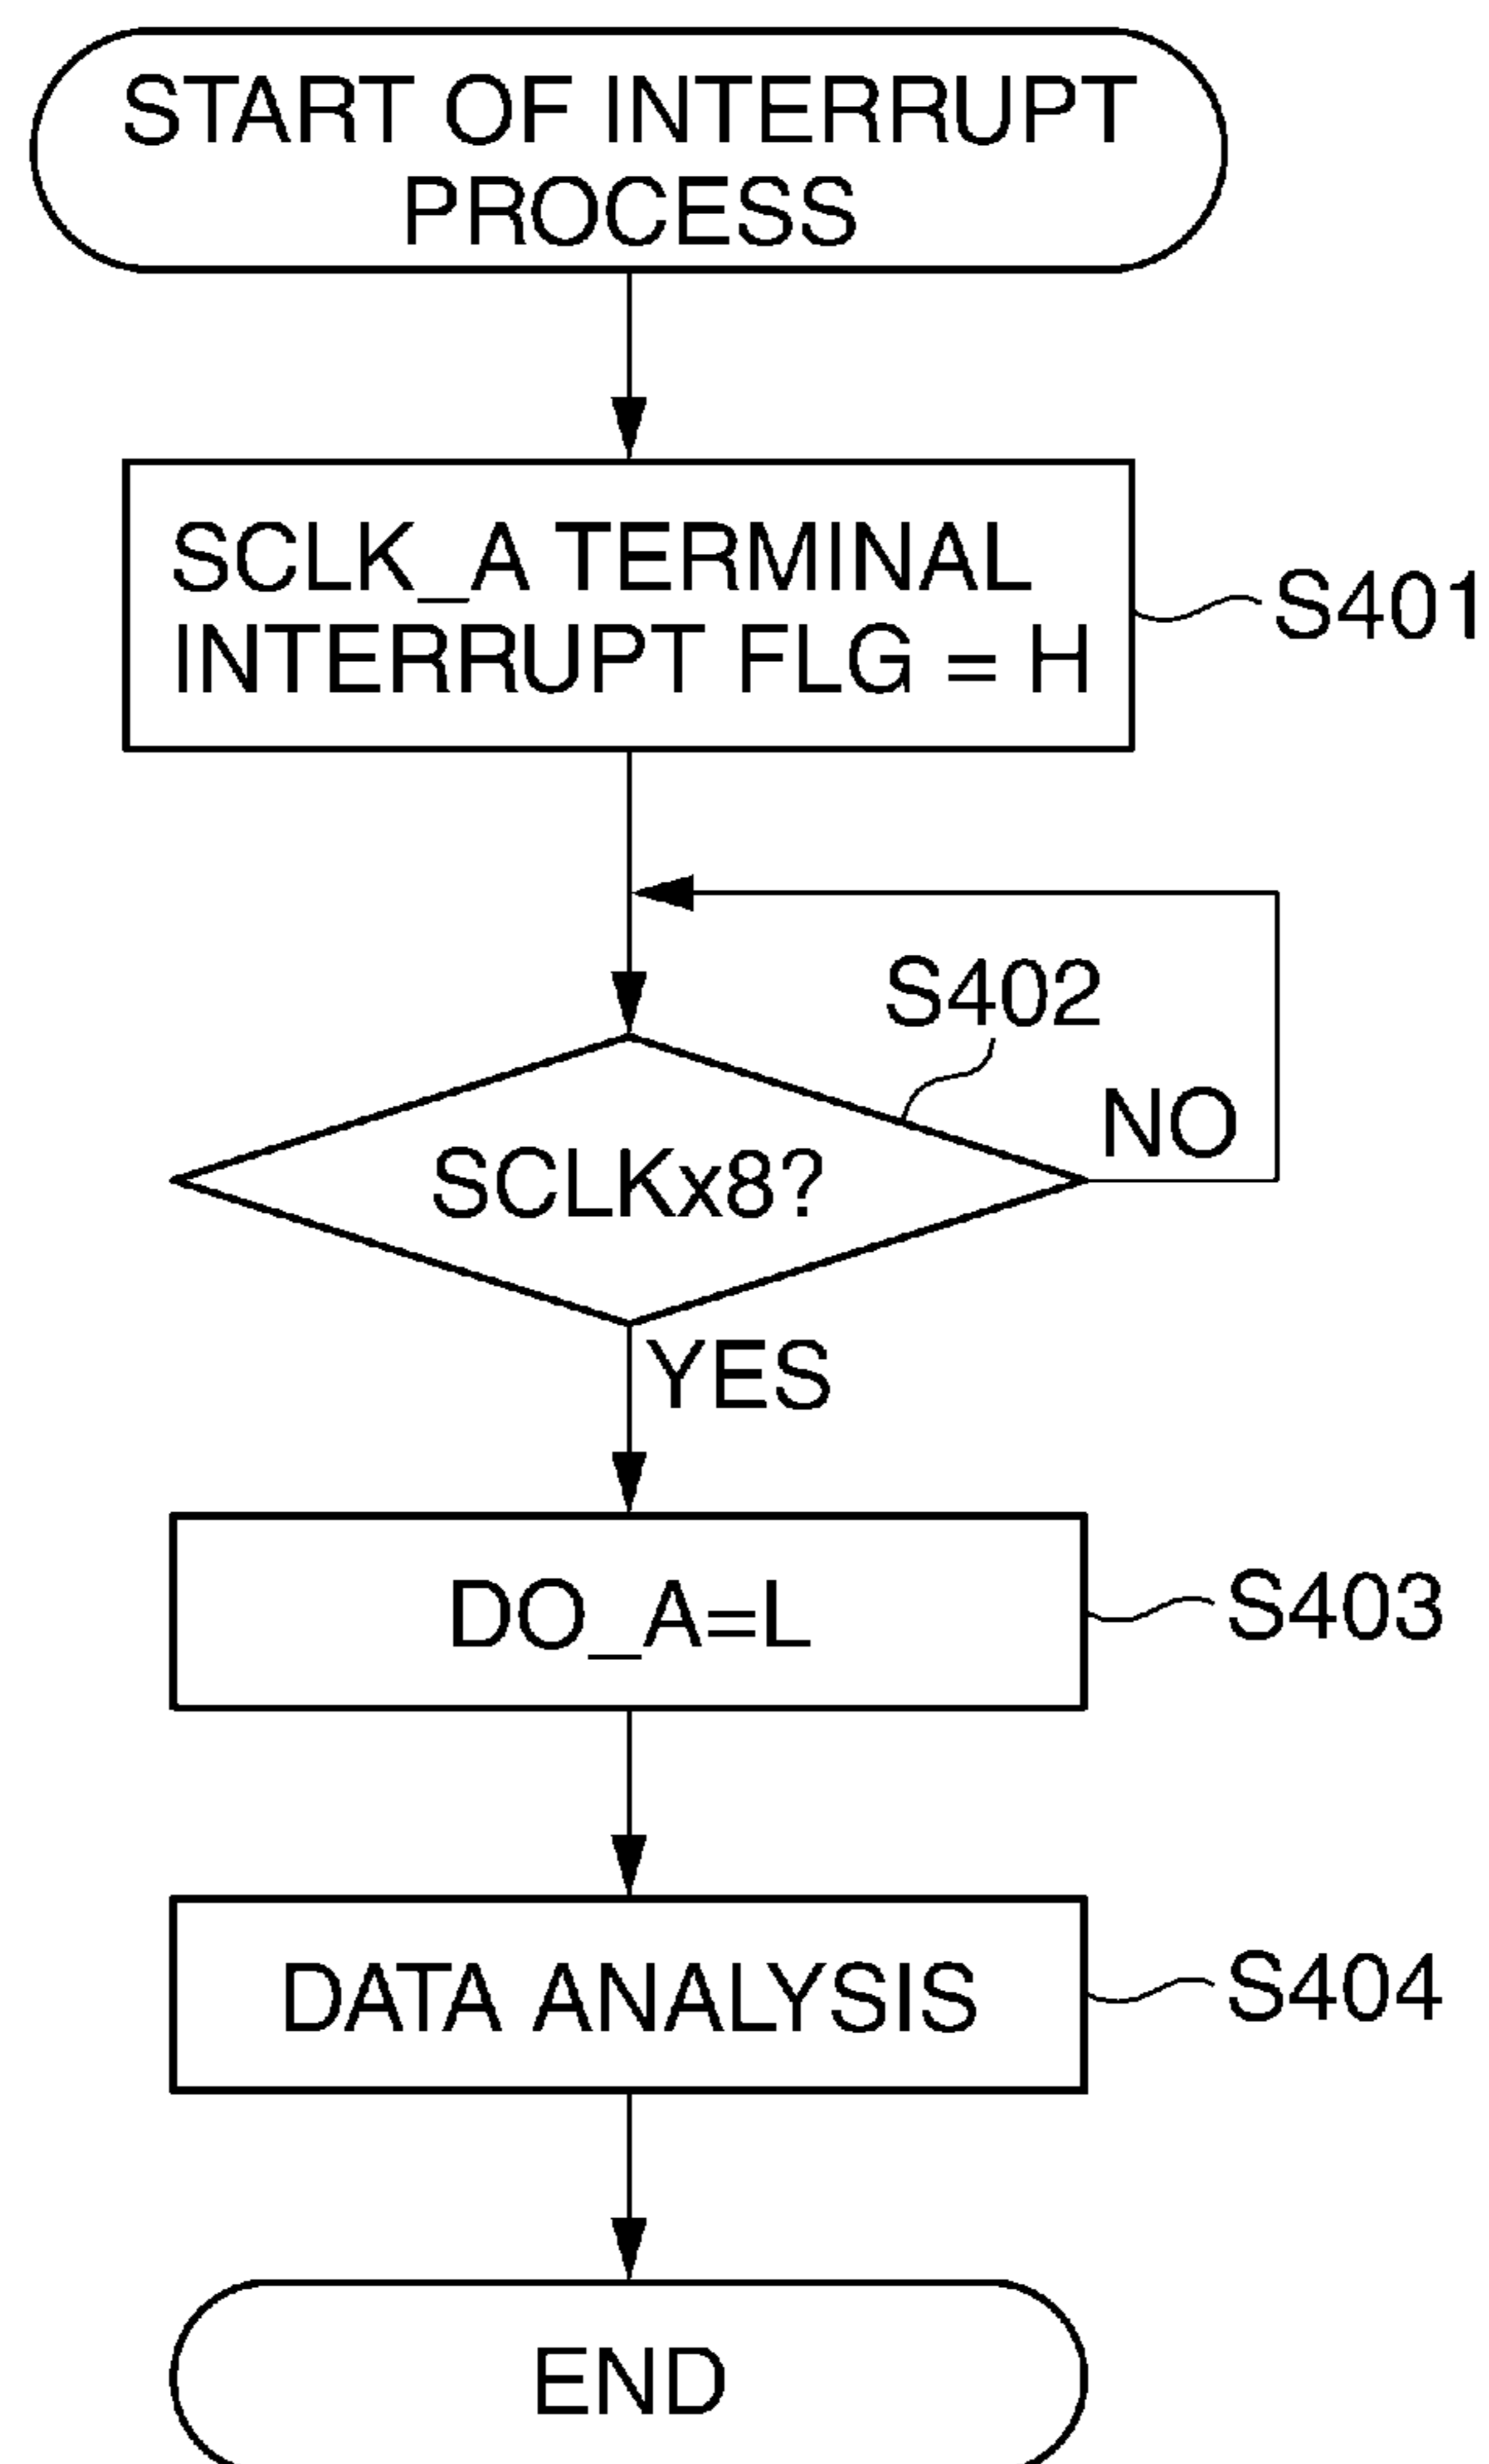 START OF INTERRUPT
PROCESS
SCLK_A TERMINAL
INTERRUPT FLG = H
S401
S402
NO
SCLKx8?
YES
DO_A=L
S403
DATA ANALYSIS
S404
END